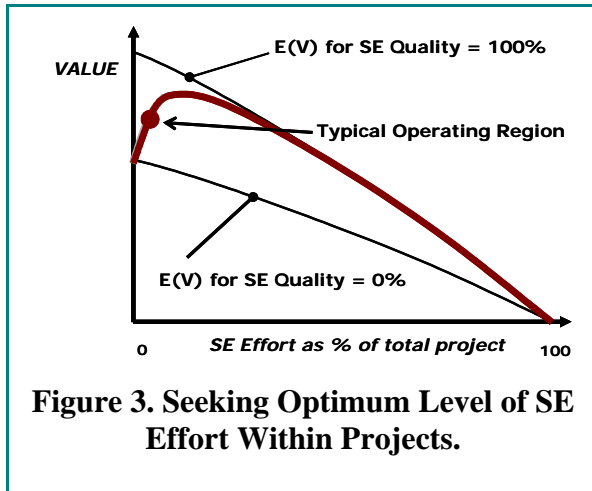 E(V) for SE Quality = 100%
VALUE
Typical Operating Region
E(V) for SE Quality = 0%
0 SE Effort as % of total project 100
Figure 3. Seeking Optimum Level of SE
Effort Within Projects.